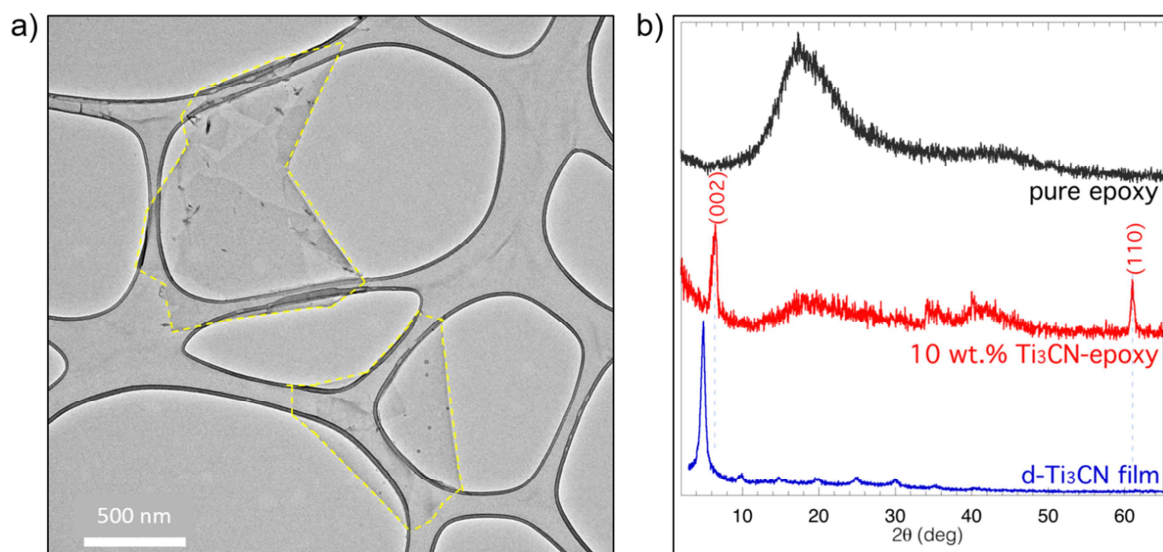 a)
500 nm
b)
pure epoxy
(002)
(110)
10 wt.% Ti₃CN-epoxy
d-Ti₃CN film
10 20 30 40 50 60
2θ (deg)